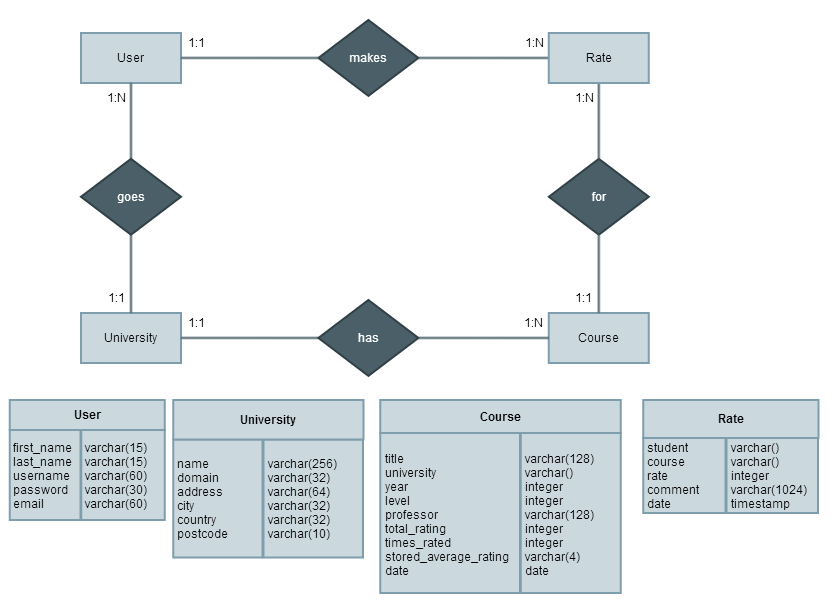 User 1:1 makes 1:N Rate
1:N 1:N
goes for
1:1 1:1
University 1:1 has 1:N Course
User
first_name varchar(15)
last_name varchar(15)
username varchar(60)
password varchar(30)
email varchar(60)
University
name varchar(256)
domain varchar(32)
address varchar(64)
city varchar(32)
country varchar(32)
postcode varchar(10)
Course
title varchar(128)
university varchar()
year integer
level integer
professor varchar(128)
total_rating integer
times_rated integer
stored_average_rating varchar(4)
date date
Rate
student varchar()
course varchar()
rate integer
comment varchar(1024)
date timestamp